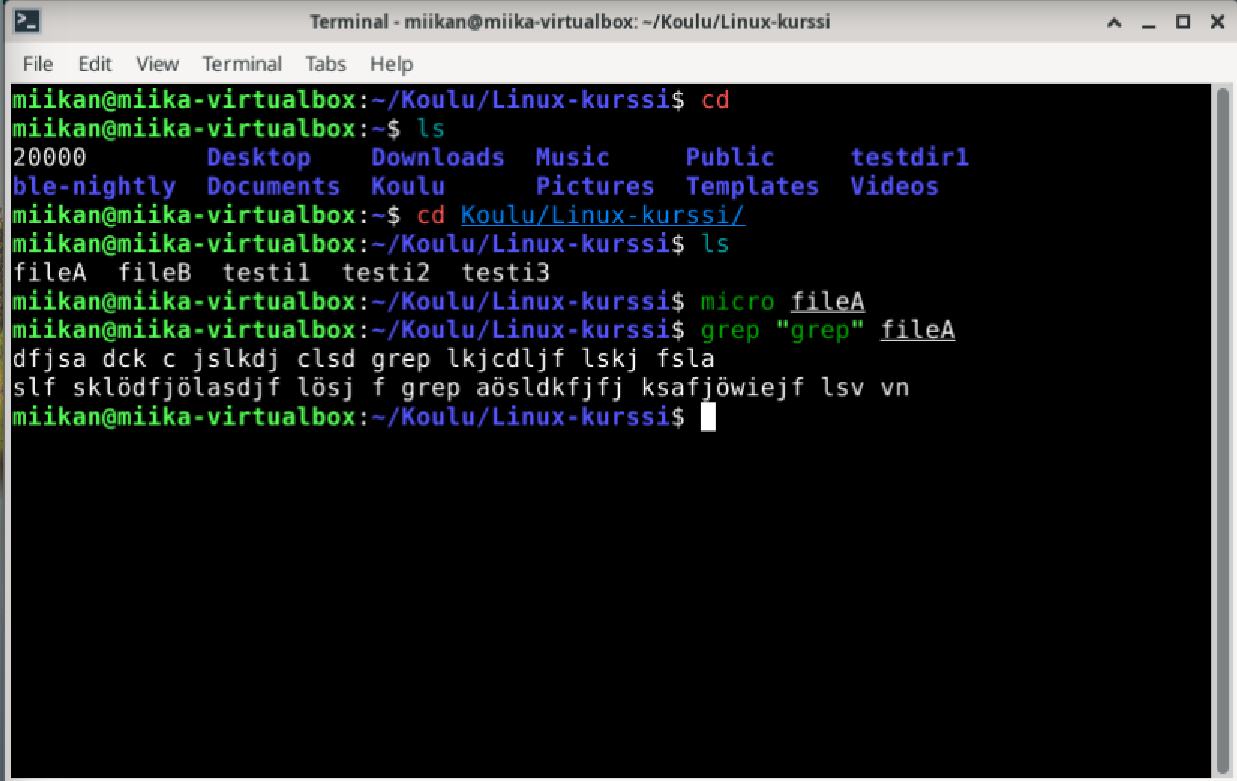 Terminal - miikan@miika-virtualbox: ~/Koulu/Linux-kurssi
File Edit View Terminal Tabs Help
miikan@miika-virtualbox:~/Koulu/Linux-kurssi$ cd
miikan@miika-virtualbox:~$ ls
20000 Desktop Downloads Music Public testdir1
ble-nightly Documents Koulu Pictures Templates Videos
miikan@miika-virtualbox:~$ cd Koulu/Linux-kurssi/
miikan@miika-virtualbox:~/Koulu/Linux-kurssi$ ls
fileA fileB testi1 testi2 testi3
miikan@miika-virtualbox:~/Koulu/Linux-kurssi$ micro fileA
miikan@miika-virtualbox:~/Koulu/Linux-kurssi$ grep "grep" fileA
dfjsa dck c jslkdj clsd grep lkjcdljf lskj fsla
slf sklödfjölasdjf lösj f grep aösldkfjfj ksafjöwiejf lsv vn
miikan@miika-virtualbox:~/Koulu/Linux-kurssi$